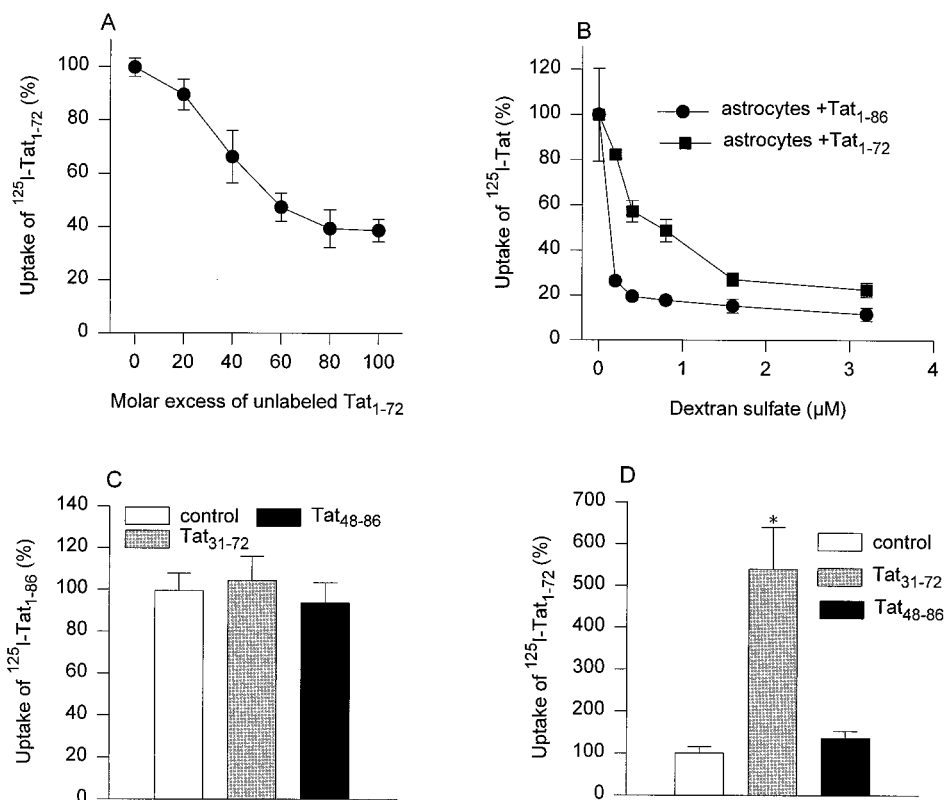 A
Uptake of ¹²⁵I-Tat₁₋₇₂ (%)
100
80
60
40
20
0
0 20 40 60 80 100
Molar excess of unlabeled Tat₁₋₇₂
B
Uptake of ¹²⁵I-Tat (%)
120
100
80
60
40
20
0
astrocytes +Tat₁₋₈₆
astrocytes +Tat₁₋₇₂
0 1 2 3 4
Dextran sulfate (µM)
C
Uptake of ¹²⁵I-Tat₁₋₈₆ (%)
140
120
100
80
60
40
20
0
control Tat₄₈₋₈₆
Tat₃₁₋₇₂
D
Uptake of ¹²⁵I-Tat₁₋₇₂ (%)
700
600
500
400
300
200
100
0
*
control
Tat₃₁₋₇₂
Tat₄₈₋₈₆